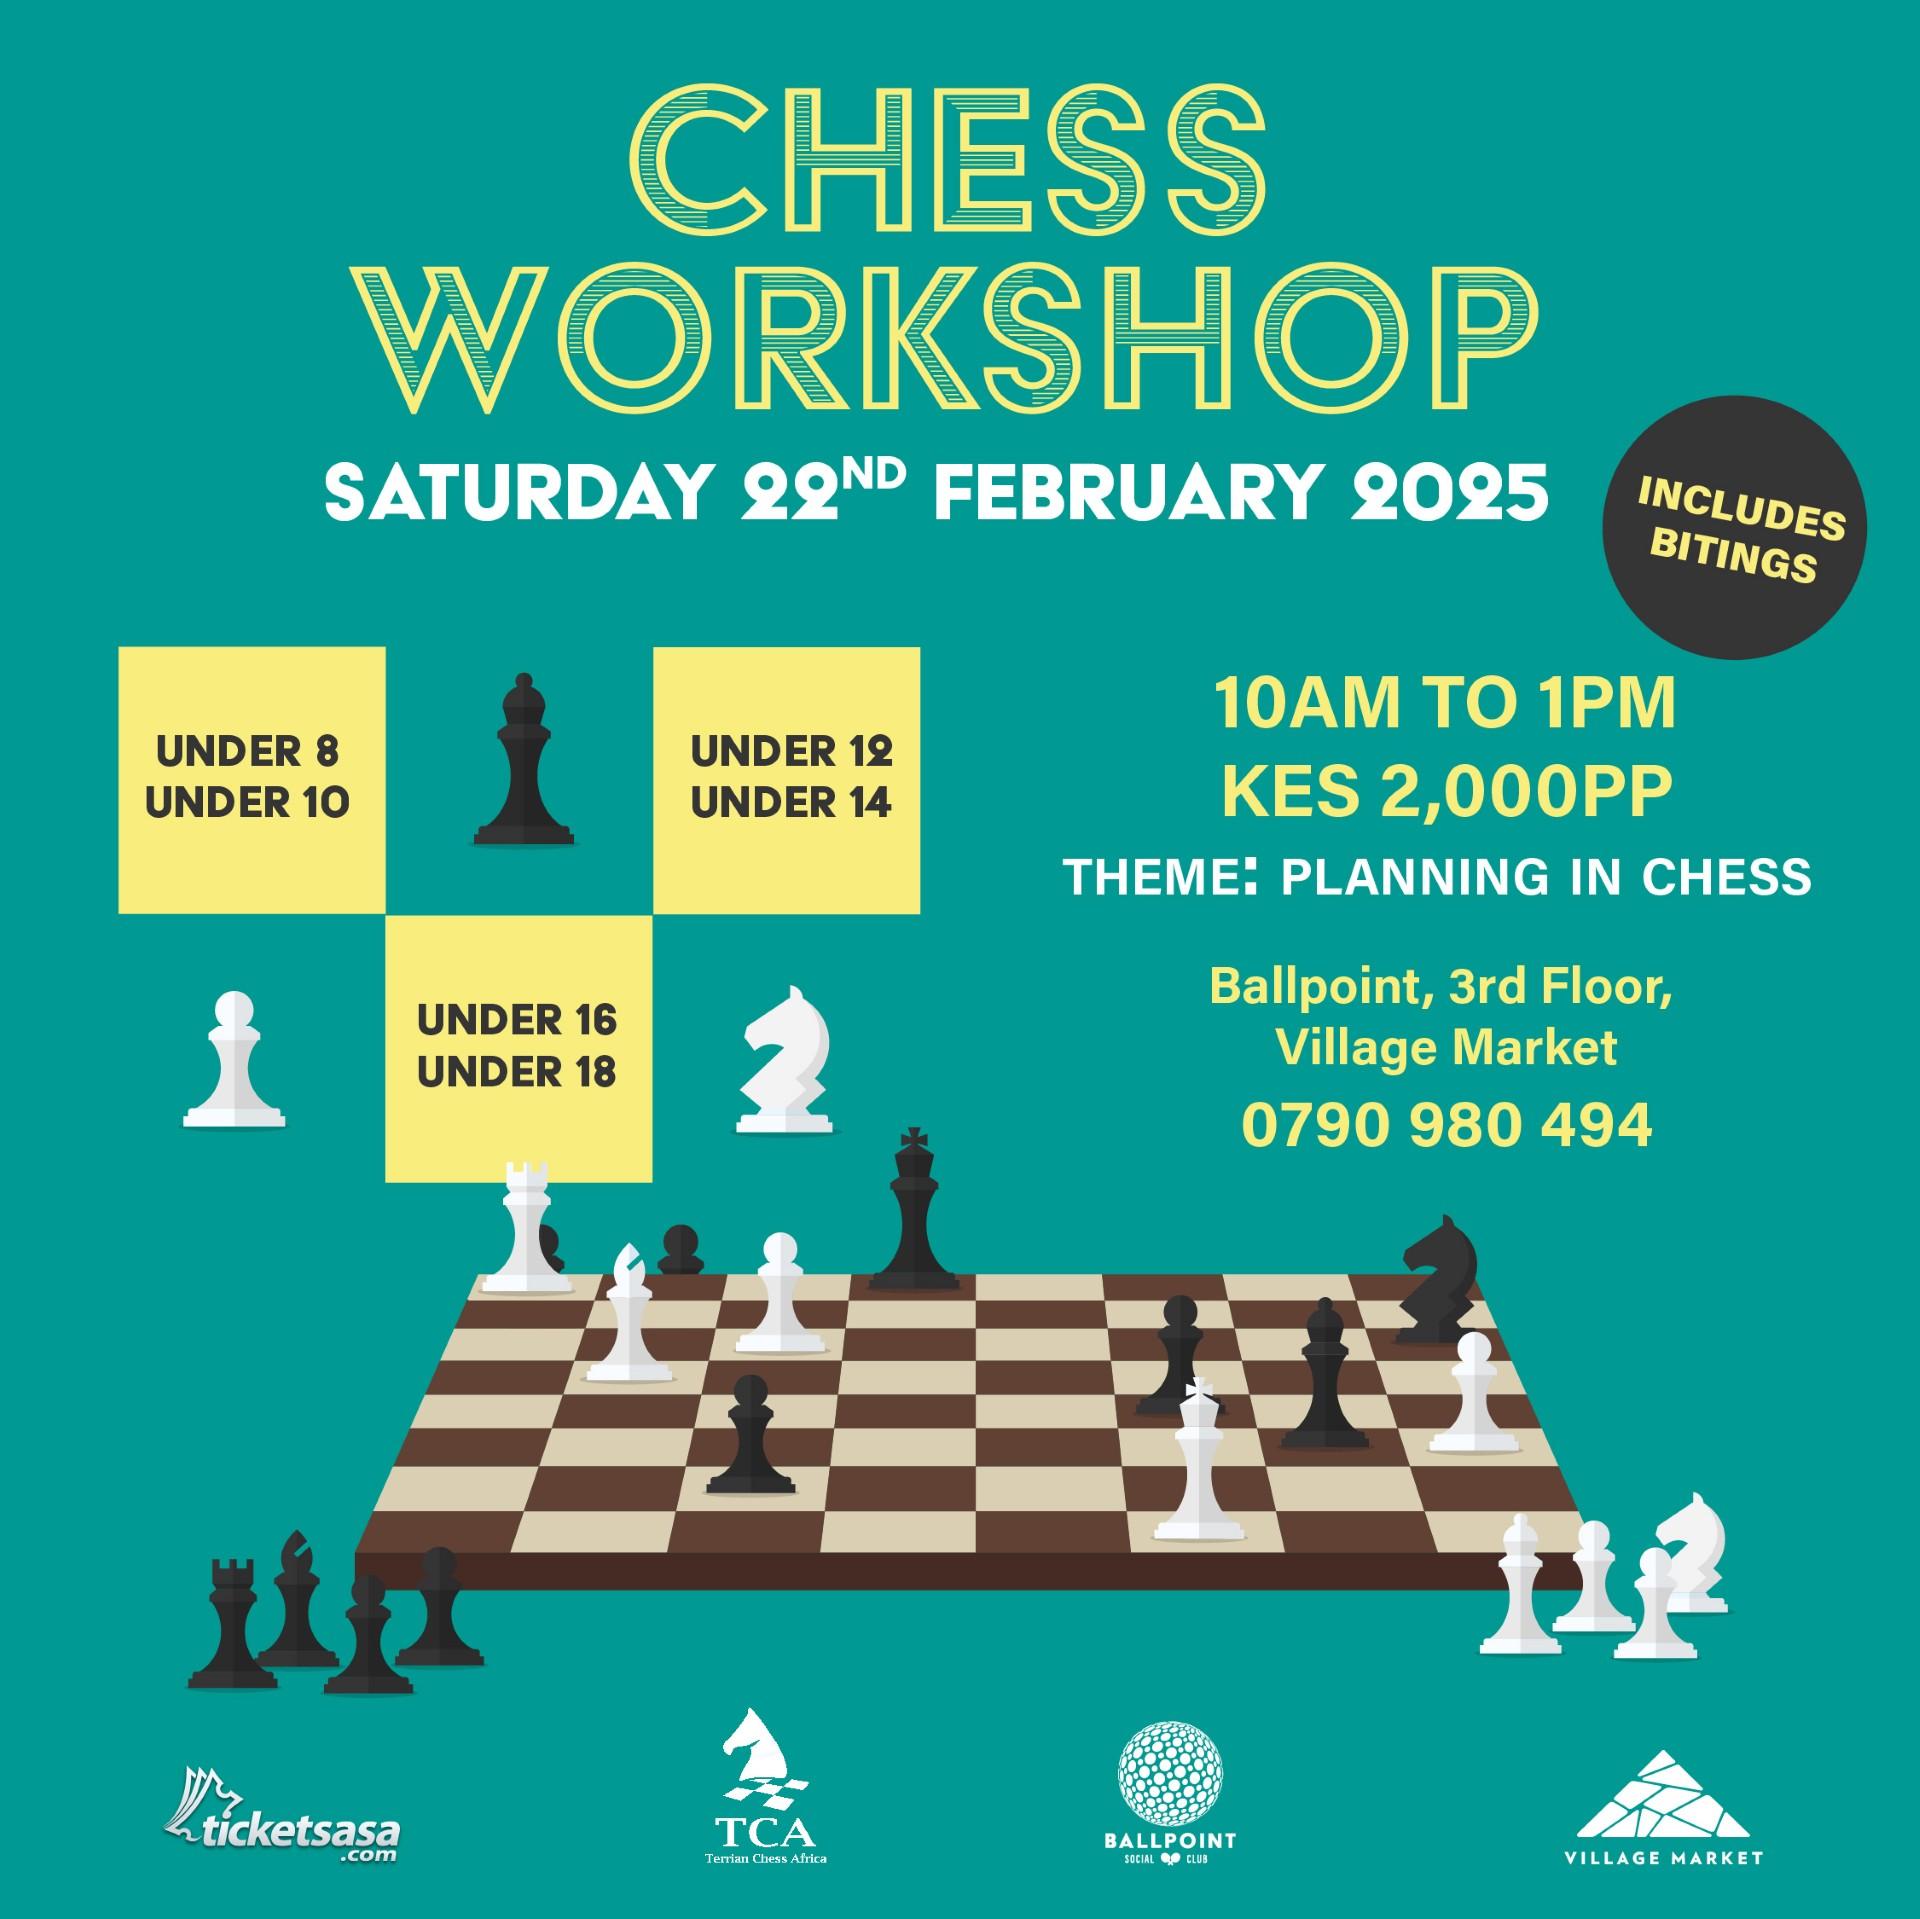 CHESS
WORKSHOP
SATURDAY 22ND FEBRUARY 2025
INCLUDES
BITINGS
UNDER 8
UNDER 10
UNDER 12
UNDER 14
UNDER 16
UNDER 18
10AM TO 1PM
KES 2,000PP
THEME: PLANNING IN CHESS
Ballpoint, 3rd Floor,
Village Market
0790 980 494
ticketsasa
.com
TCA
Terrian Chess Africa
BALLPOINT
SOCIAL CLUB
VILLAGE MARKET